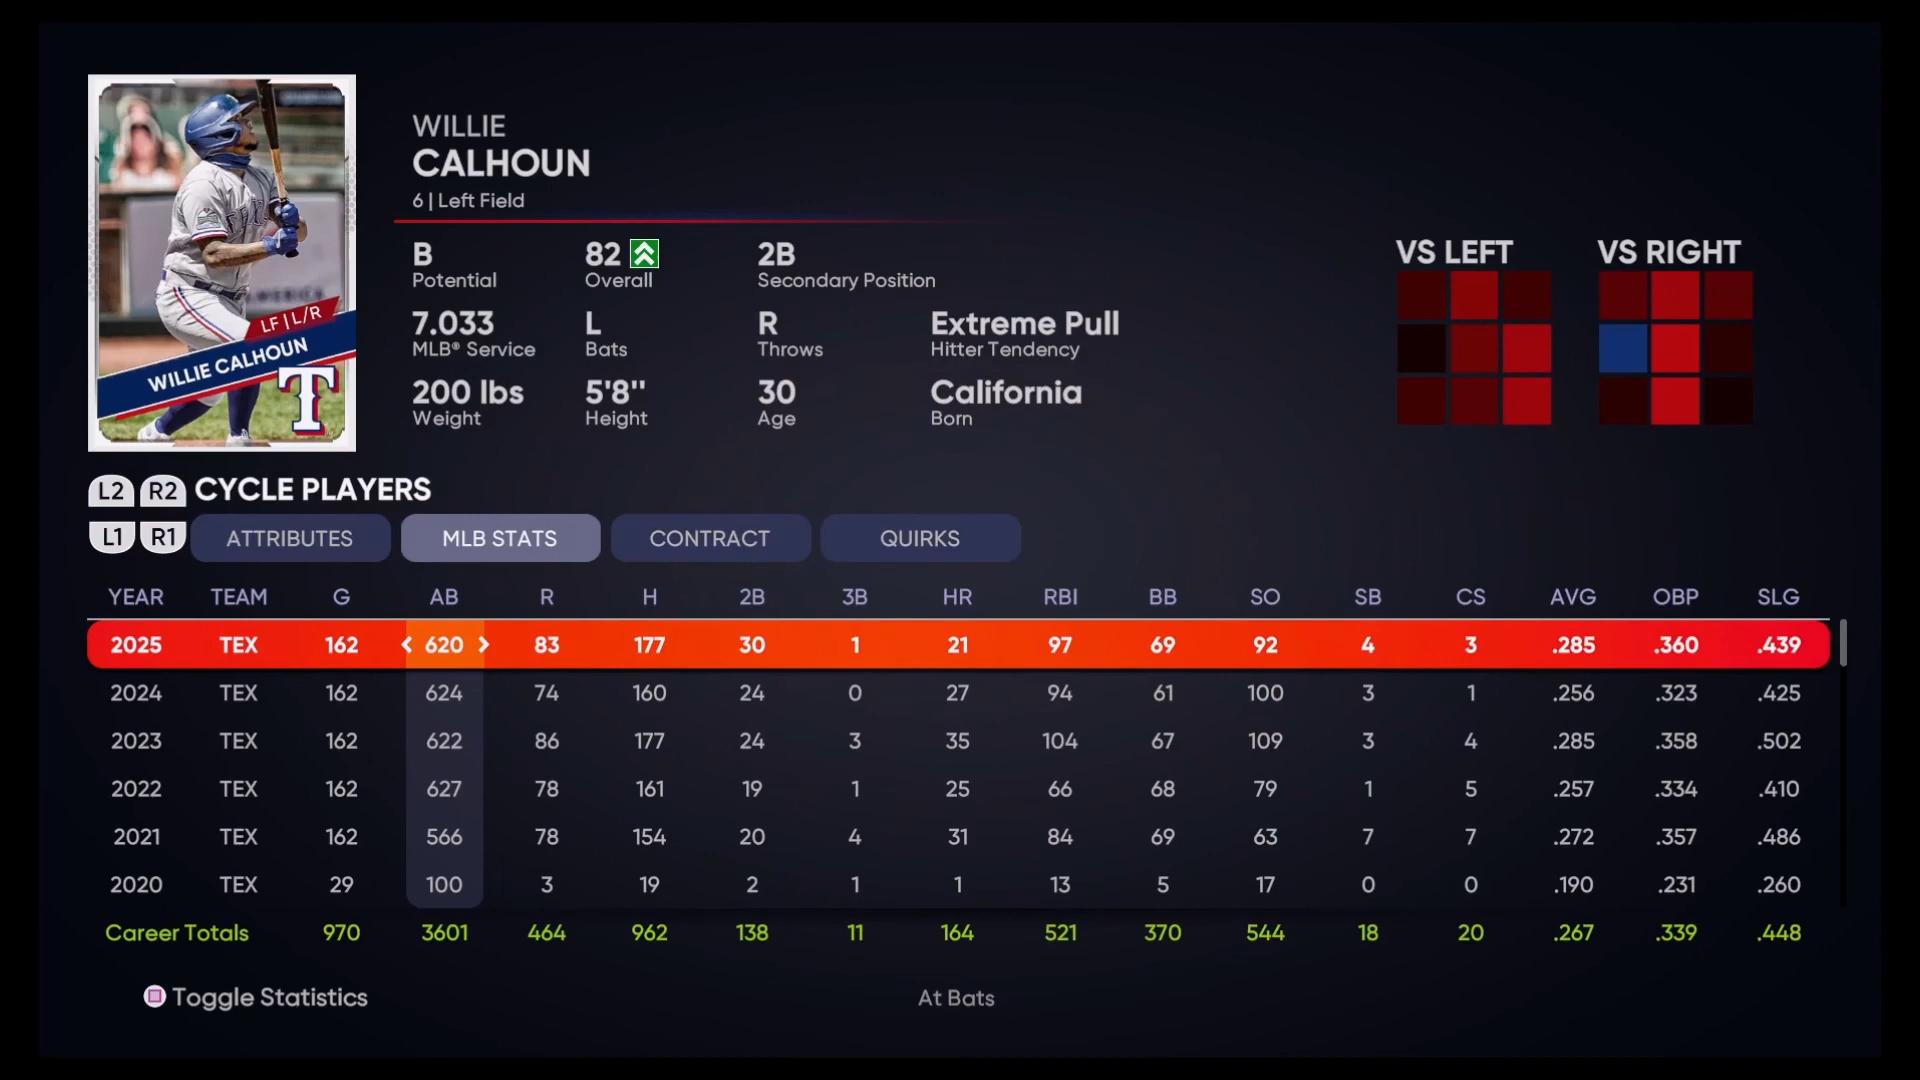 WILLIE
CALHOUN
6 | Left Field
LF | L/R
WILLIE CALHOUN
T
B
Potential
82
Overall
2B
Secondary Position
7.033
MLB® Service
L
Bats
R
Throws
Extreme Pull
Hitter Tendency
200 lbs
Weight
5'8"
Height
30
Age
California
Born
VS LEFT
VS RIGHT
L2 R2 CYCLE PLAYERS
L1 R1 ATTRIBUTES MLB STATS CONTRACT QUIRKS
YEAR TEAM G AB R H 2B 3B HR RBI BB SO SB CS AVG OBP SLG
2025 TEX 162 < 620 > 83 177 30 1 21 97 69 92 4 3 .285 .360 .439
2024 TEX 162 624 74 160 24 0 27 94 61 100 3 1 .256 .323 .425
2023 TEX 162 622 86 177 24 3 35 104 67 109 3 4 .285 .358 .502
2022 TEX 162 627 78 161 19 1 25 66 68 79 1 5 .257 .334 .410
2021 TEX 162 566 78 154 20 4 31 84 69 63 7 7 .272 .357 .486
2020 TEX 29 100 3 19 2 1 1 13 5 17 0 0 .190 .231 .260
Career Totals 970 3601 464 962 138 11 164 521 370 544 18 20 .267 .339 .448
Toggle Statistics
At Bats